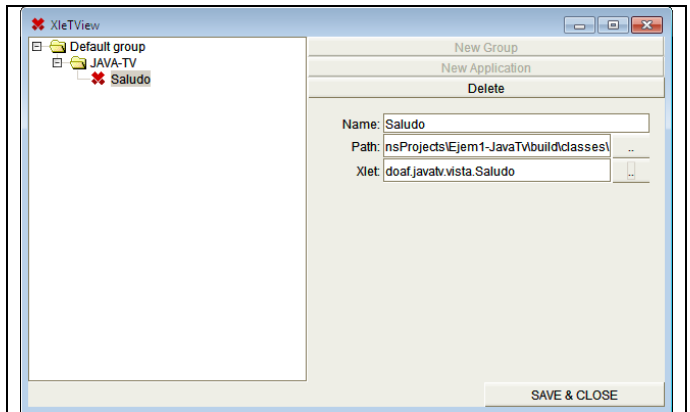 XleTView
Default group
JAVA-TV
Saludo
New Group
New Application
Delete
Name: Saludo
Path: nsProjects\Ejem1-JavaTv\build\classes\ ..
Xlet: doaf.javatv.vista.Saludo ..
SAVE & CLOSE